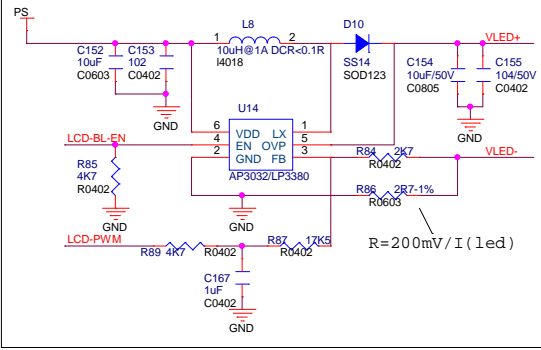 PS
L8
1 2
10uH@1A DCR<0.1R
I4018
D10
SS14
SOD123
VLED+
C152
10uF
C0603
C153
102
C0402
C154
10uF/50V
C0805
C155
104/50V
C0402
GND
GND
U14
6 VDD LX 1
4 EN OVP 5
2 GND FB 3
AP3032/LP3380
LCD-BL-EN
R85
4K7
R0402
GND
R84 2K7
R0402
VLED-
R86 2R7-1%
R0603
GND
R=200mV/I(led)
LCD-PWM
R89 4K7
R0402
R87 17K5
R0402
C167
1uF
C0402
GND